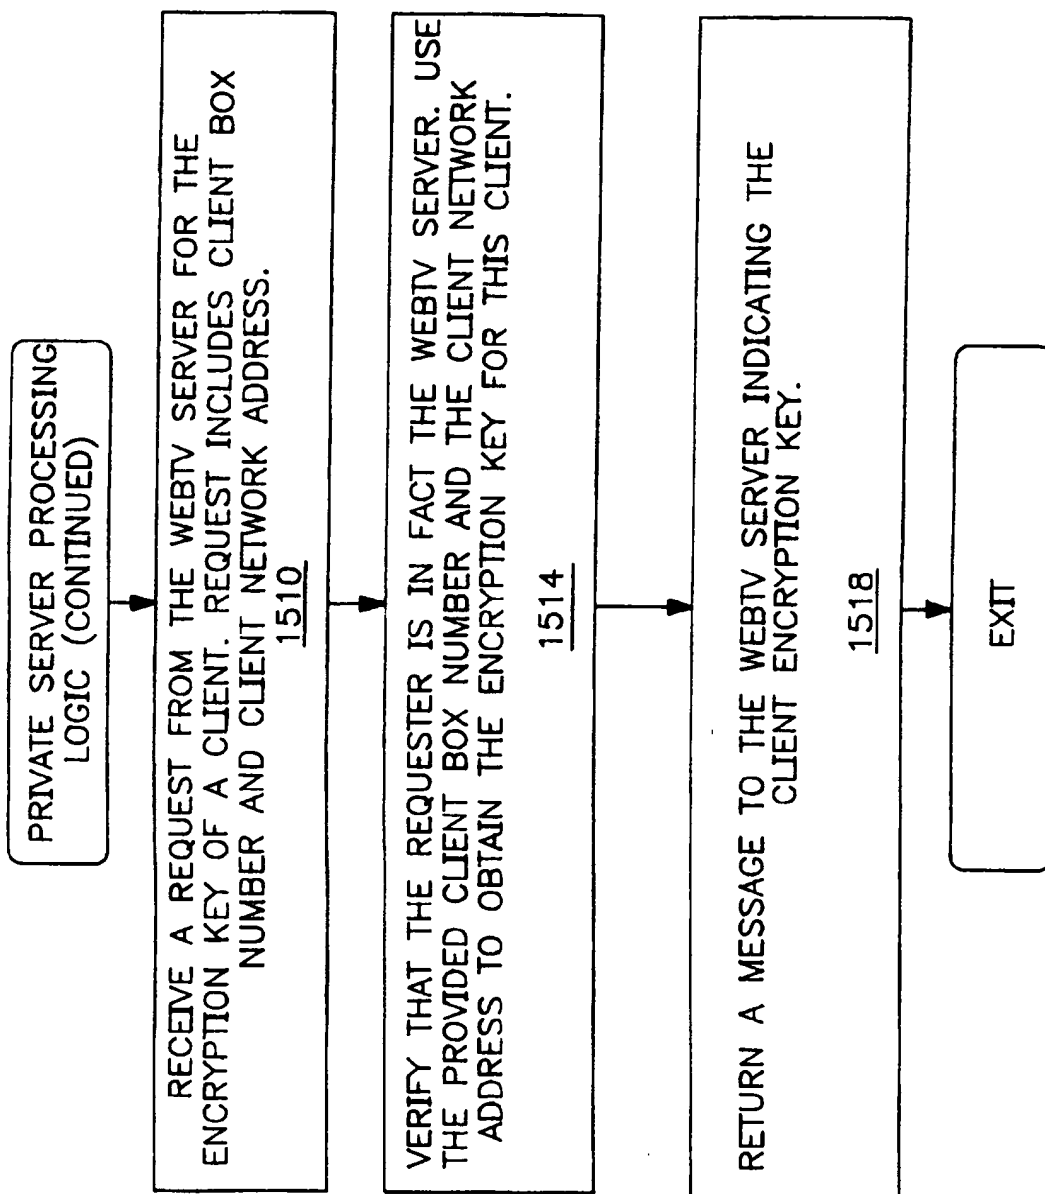 PRIVATE SERVER PROCESSING
LOGIC (CONTINUED)
RECEIVE A REQUEST FROM THE WEBTV SERVER FOR THE
ENCRYPTION KEY OF A CLIENT. REQUEST INCLUDES CLIENT BOX
NUMBER AND CLIENT NETWORK ADDRESS.
1510
VERIFY THAT THE REQUESTER IS IN FACT THE WEBTV SERVER. USE
THE PROVIDED CLIENT BOX NUMBER AND THE CLIENT NETWORK
ADDRESS TO OBTAIN THE ENCRYPTION KEY FOR THIS CLIENT.
1514
RETURN A MESSAGE TO THE WEBTV SERVER INDICATING THE
CLIENT ENCRYPTION KEY.
1518
EXIT